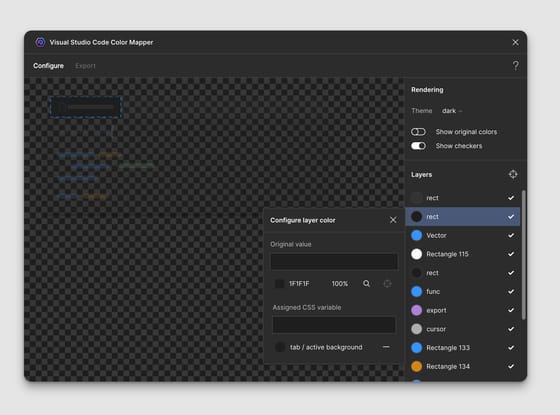 Visual Studio Code Color Mapper
Configure
Export
?
Rendering
Theme
dark
Show original colors
Show checkers
Layers
rect
rect
Vector
Rectangle 115
rect
func
export
cursor
Rectangle 133
Rectangle 134
Configure layer color
Original value
1F1F1F
100%
Assigned CSS variable
tab / active background